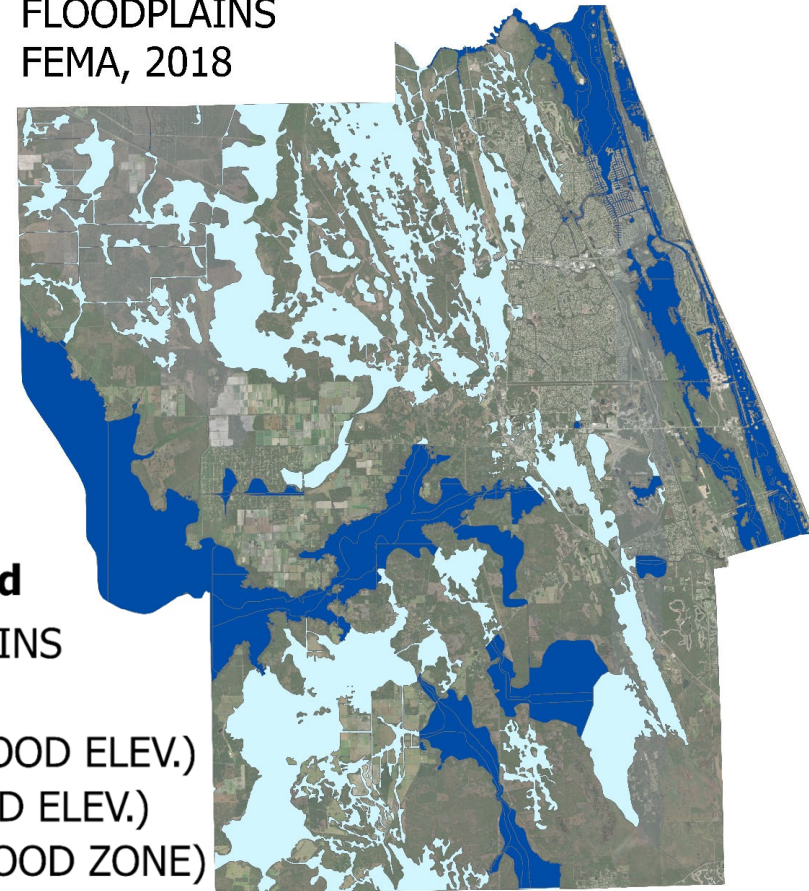 FLOODPLAINS
FEMA, 2018
d
INS
OOD ELEV.)
D ELEV.)
OOD ZONE)